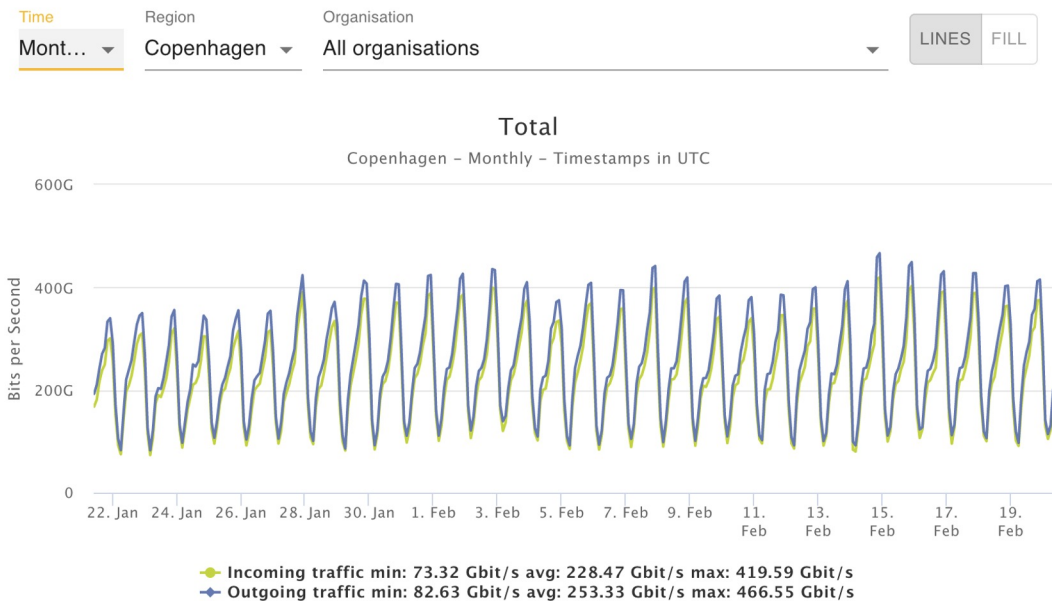 Time Region Organisation
Mont... Copenhagen All organisations LINES FILL
Total
Copenhagen – Monthly – Timestamps in UTC
Bits per Second
600G
400G
200G
0
22. Jan 24. Jan 26. Jan 28. Jan 30. Jan 1. Feb 3. Feb 5. Feb 7. Feb 9. Feb 11. Feb 13. Feb 15. Feb 17. Feb 19. Feb
Incoming traffic min: 73.32 Gbit/s avg: 228.47 Gbit/s max: 419.59 Gbit/s
Outgoing traffic min: 82.63 Gbit/s avg: 253.33 Gbit/s max: 466.55 Gbit/s